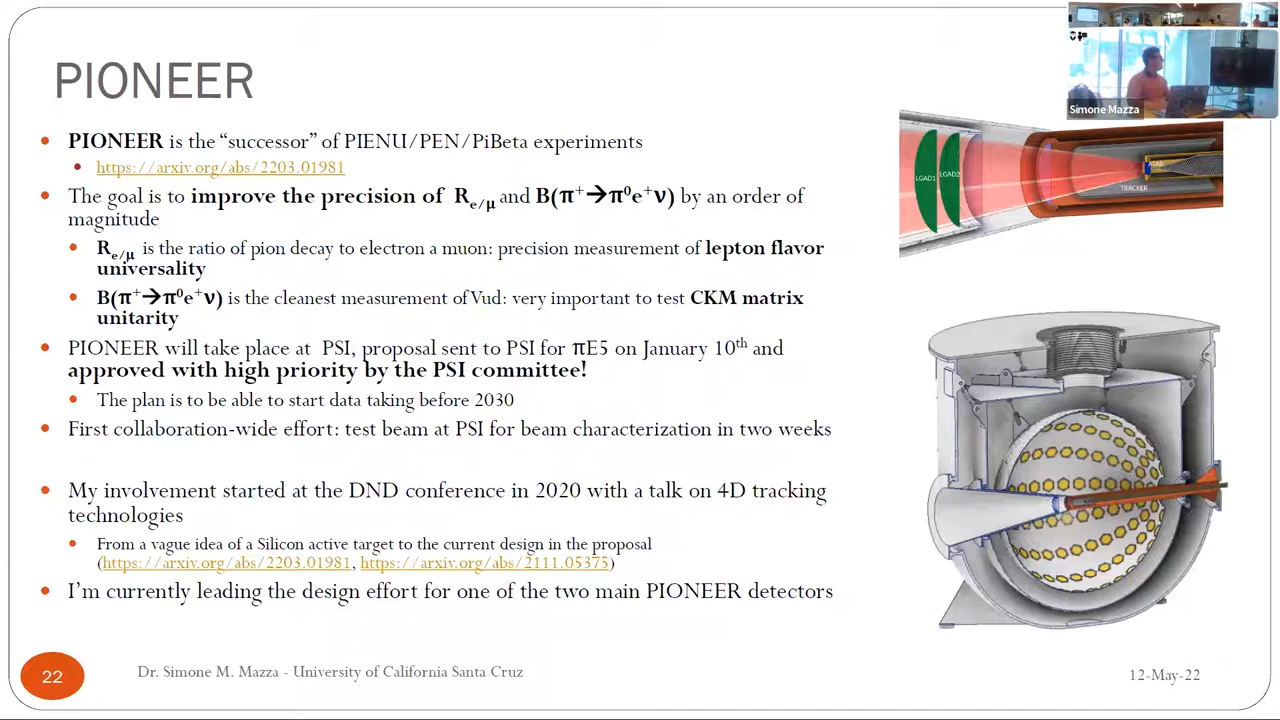 PIONEER
• PIONEER is the “successor” of PIENU/PEN/PiBeta experiments
• https://arxiv.org/abs/2203.01981
• The goal is to improve the precision of R_e/μ and B(π⁺→π⁰e⁺ν) by an order of
magnitude
• R_e/μ is the ratio of pion decay to electron a muon: precision measurement of lepton flavor
universality
• B(π⁺→π⁰e⁺ν) is the cleanest measurement of Vud: very important to test CKM matrix
unitarity
• PIONEER will take place at PSI, proposal sent to PSI for πE5 on January 10th and
approved with high priority by the PSI committee!
• The plan is to be able to start data taking before 2030
• First collaboration-wide effort: test beam at PSI for beam characterization in two weeks
• My involvement started at the DND conference in 2020 with a talk on 4D tracking
technologies
• From a vague idea of a Silicon active target to the current design in the proposal
(https://arxiv.org/abs/2203.01981, https://arxiv.org/abs/2111.05375)
• I’m currently leading the design effort for one of the two main PIONEER detectors
Simone Mazza
LGAD1
LGAD2
ATAR
TRACKER
22
Dr. Simone M. Mazza - University of California Santa Cruz
12-May-22